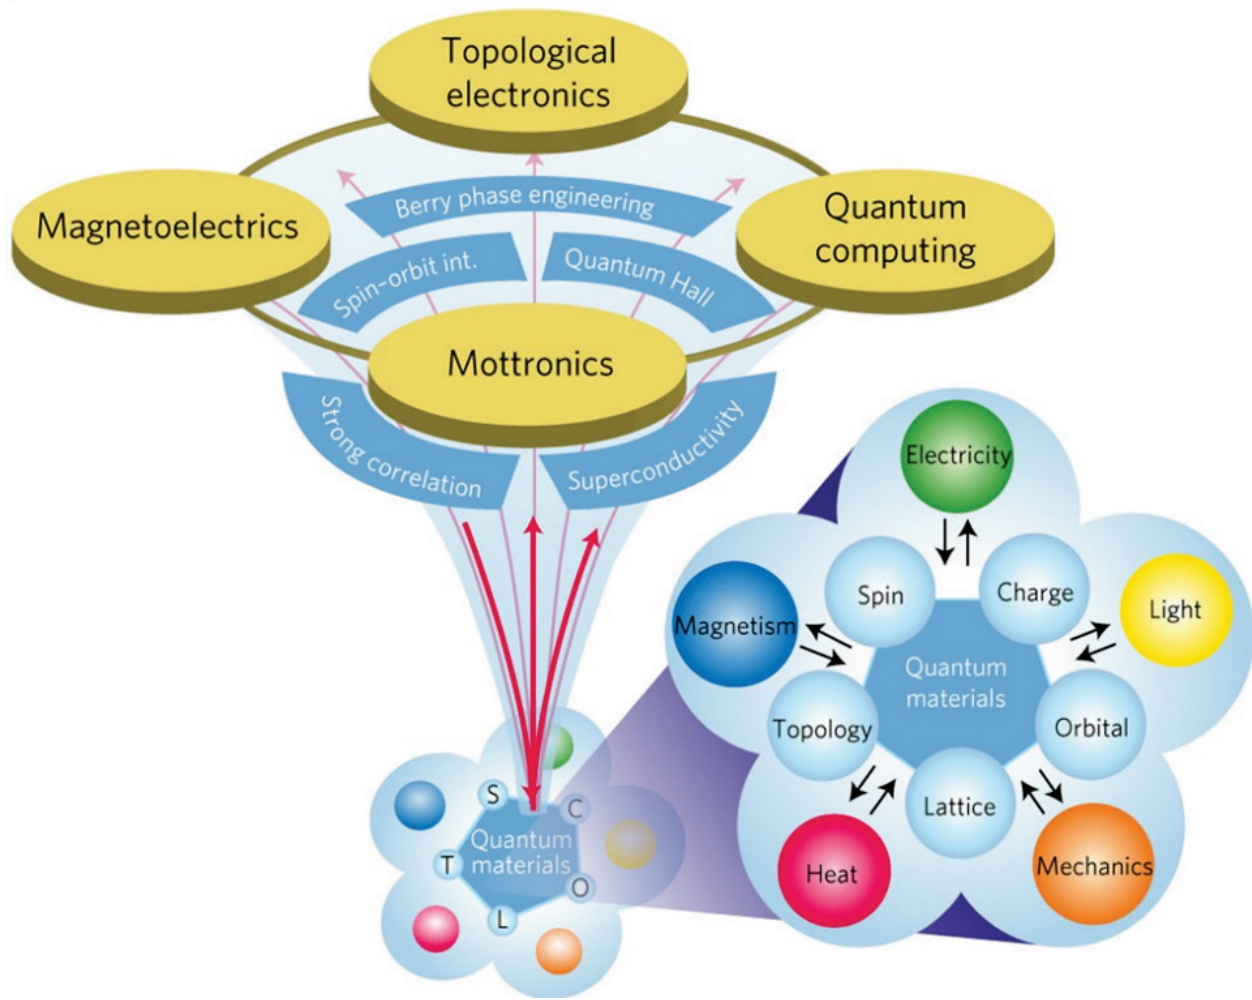 Topological
electronics
Magnetoelectrics
Berry phase engineering
Quantum
computing
Spin-orbit int.
Quantum Hall
Mottronics
Strong correlation
Superconductivity
Electricity
Spin
Charge
Magnetism
Light
Quantum
materials
Topology
Orbital
Lattice
Heat
Mechanics
S
C
Quantum
materials
T
O
L